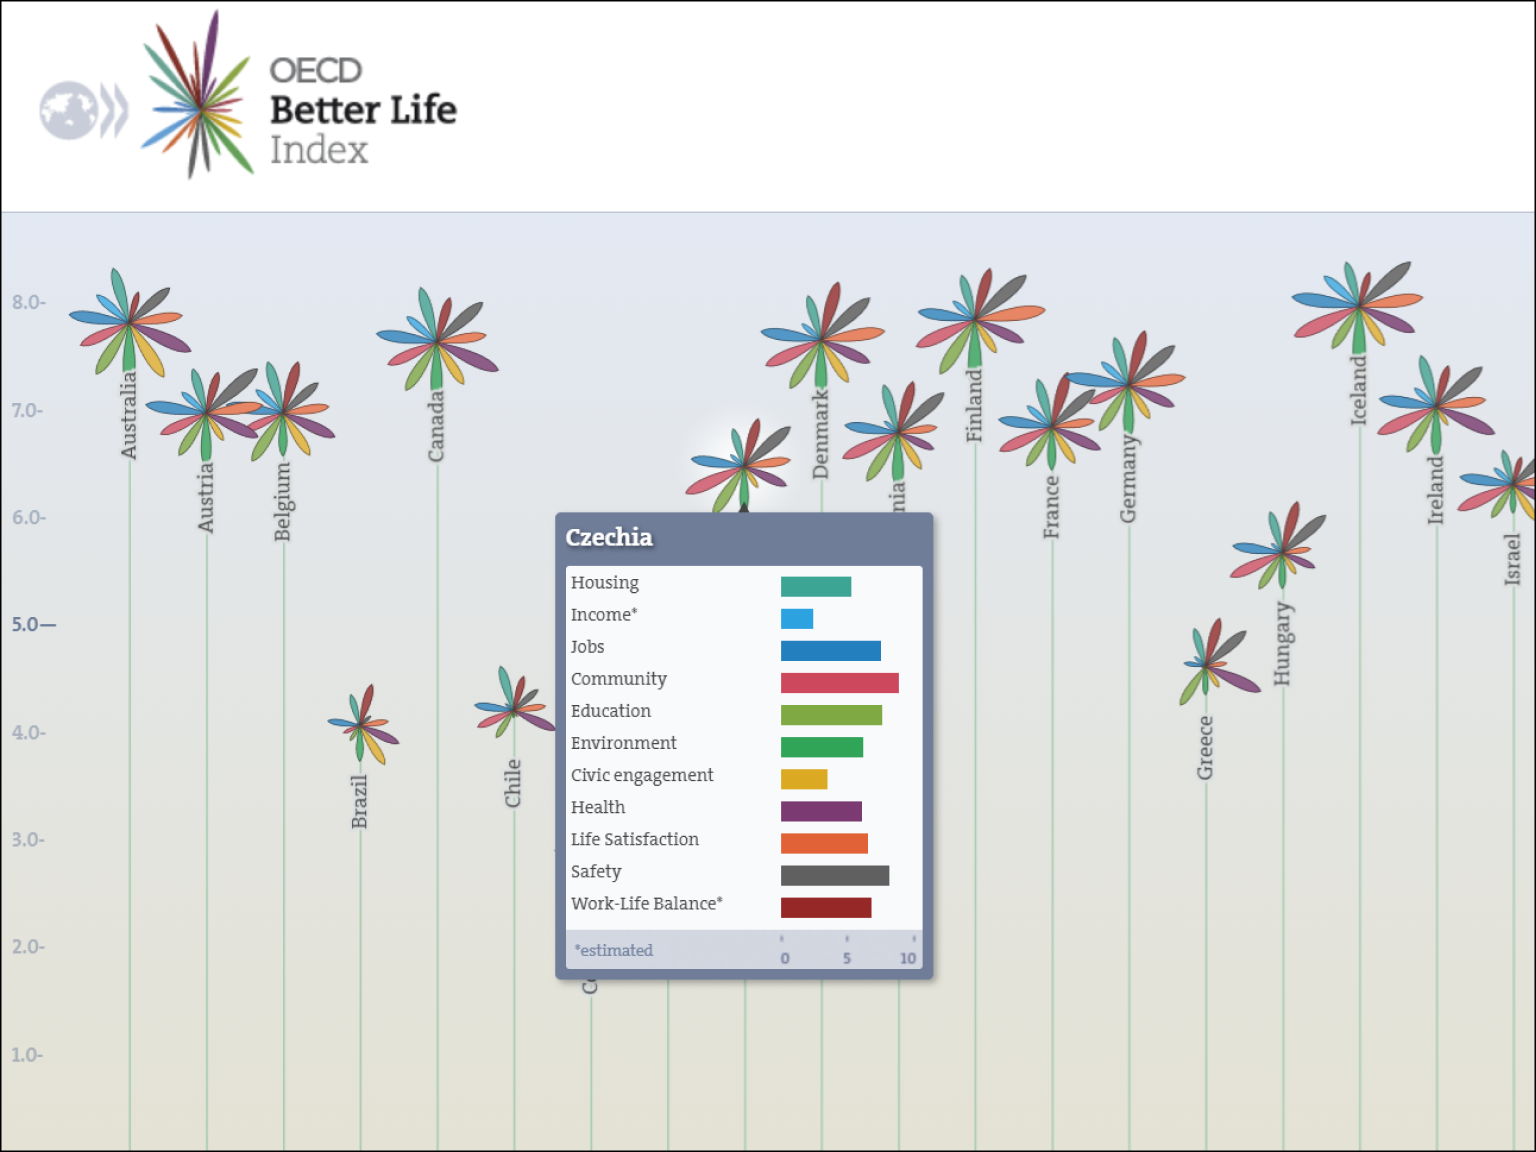 OECD
Better Life
Index
8.0-
7.0-
6.0-
5.0—
4.0-
3.0-
2.0-
1.0-
Australia
Austria
Belgium
Brazil
Canada
Chile
Denmark
nia
Finland
France
Germany
Greece
Hungary
Iceland
Ireland
Israel
Czechia
Housing
Income*
Jobs
Community
Education
Environment
Civic engagement
Health
Life Satisfaction
Safety
Work-Life Balance*
*estimated
0 5 10